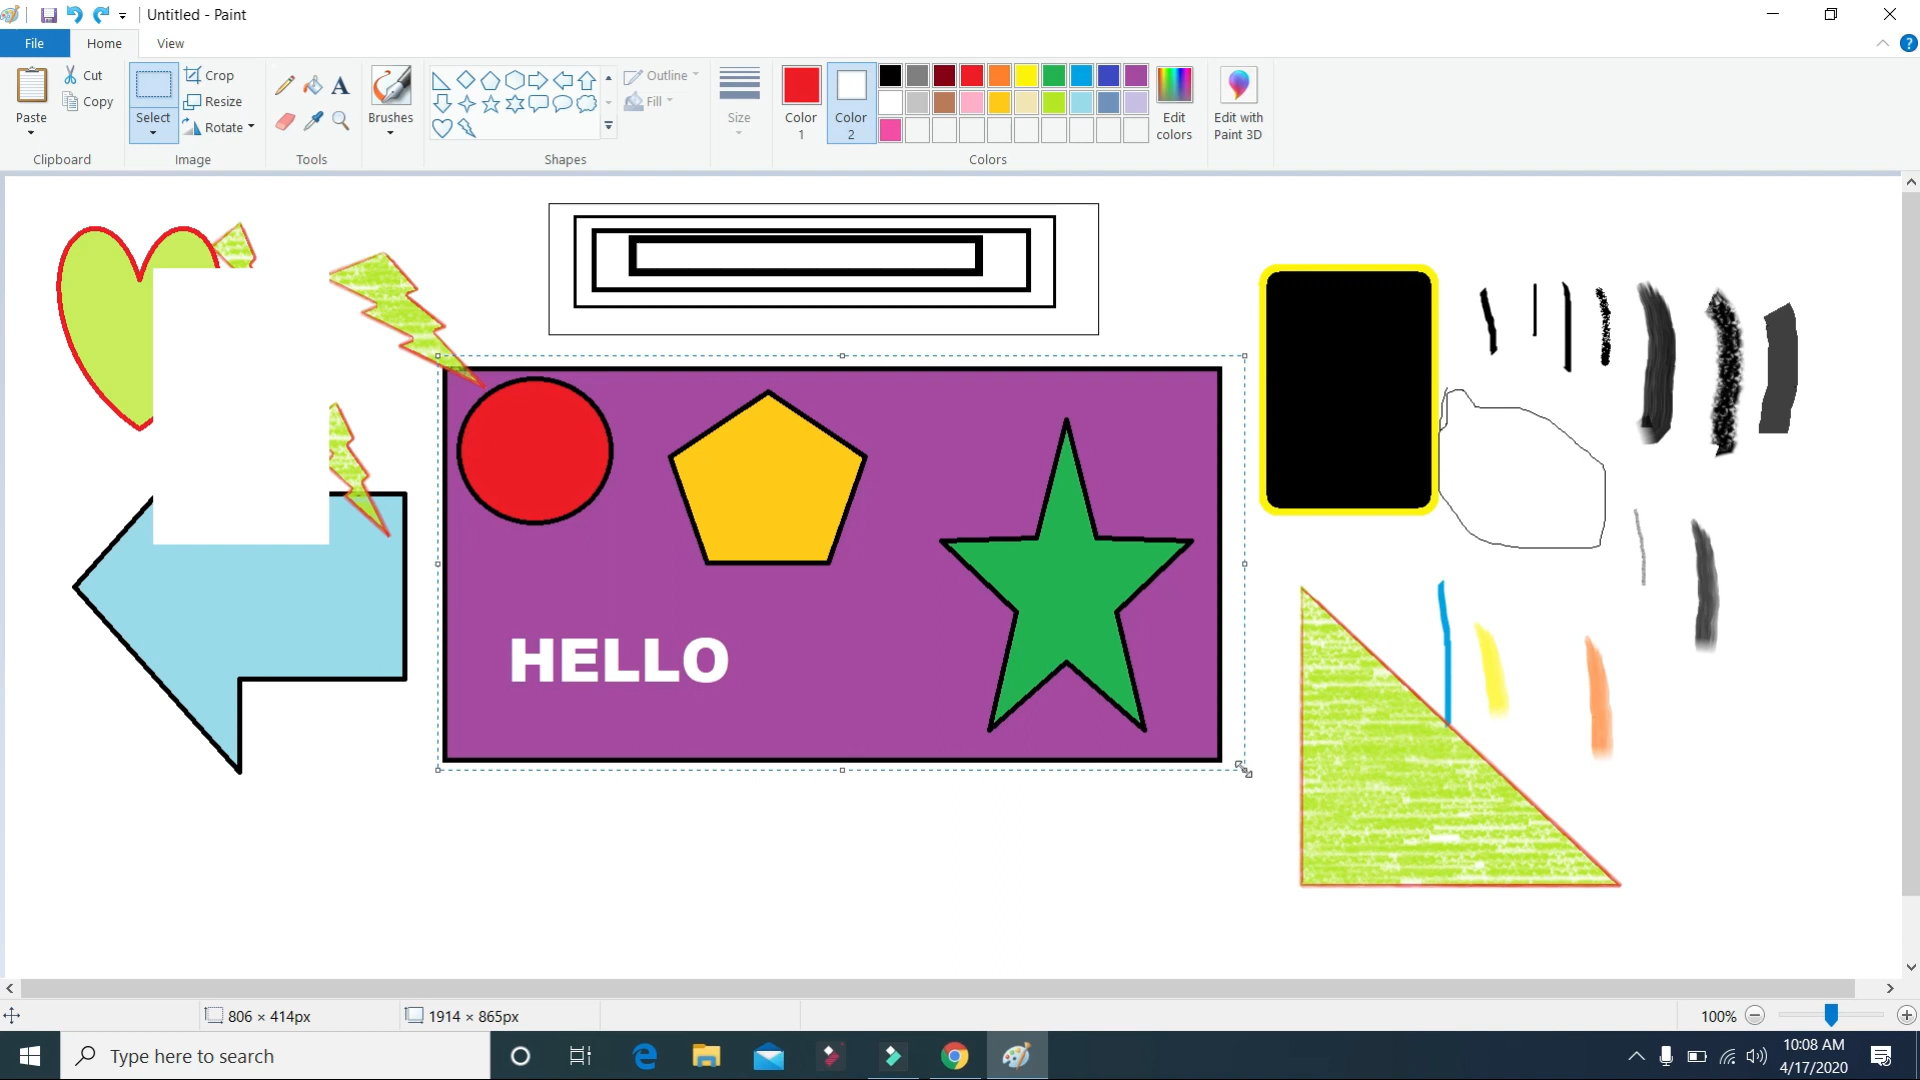 Untitled - Paint
File Home View
Paste
Cut
Copy
Clipboard
Select
Crop
Resize
Rotate
Image
Tools
Brushes
Outline
Fill
Shapes
Size
Color 1
Color 2
Edit colors
Colors
Edit with Paint 3D
HELLO
806 × 414px
1914 × 865px
100%
Type here to search
10:08 AM
4/17/2020